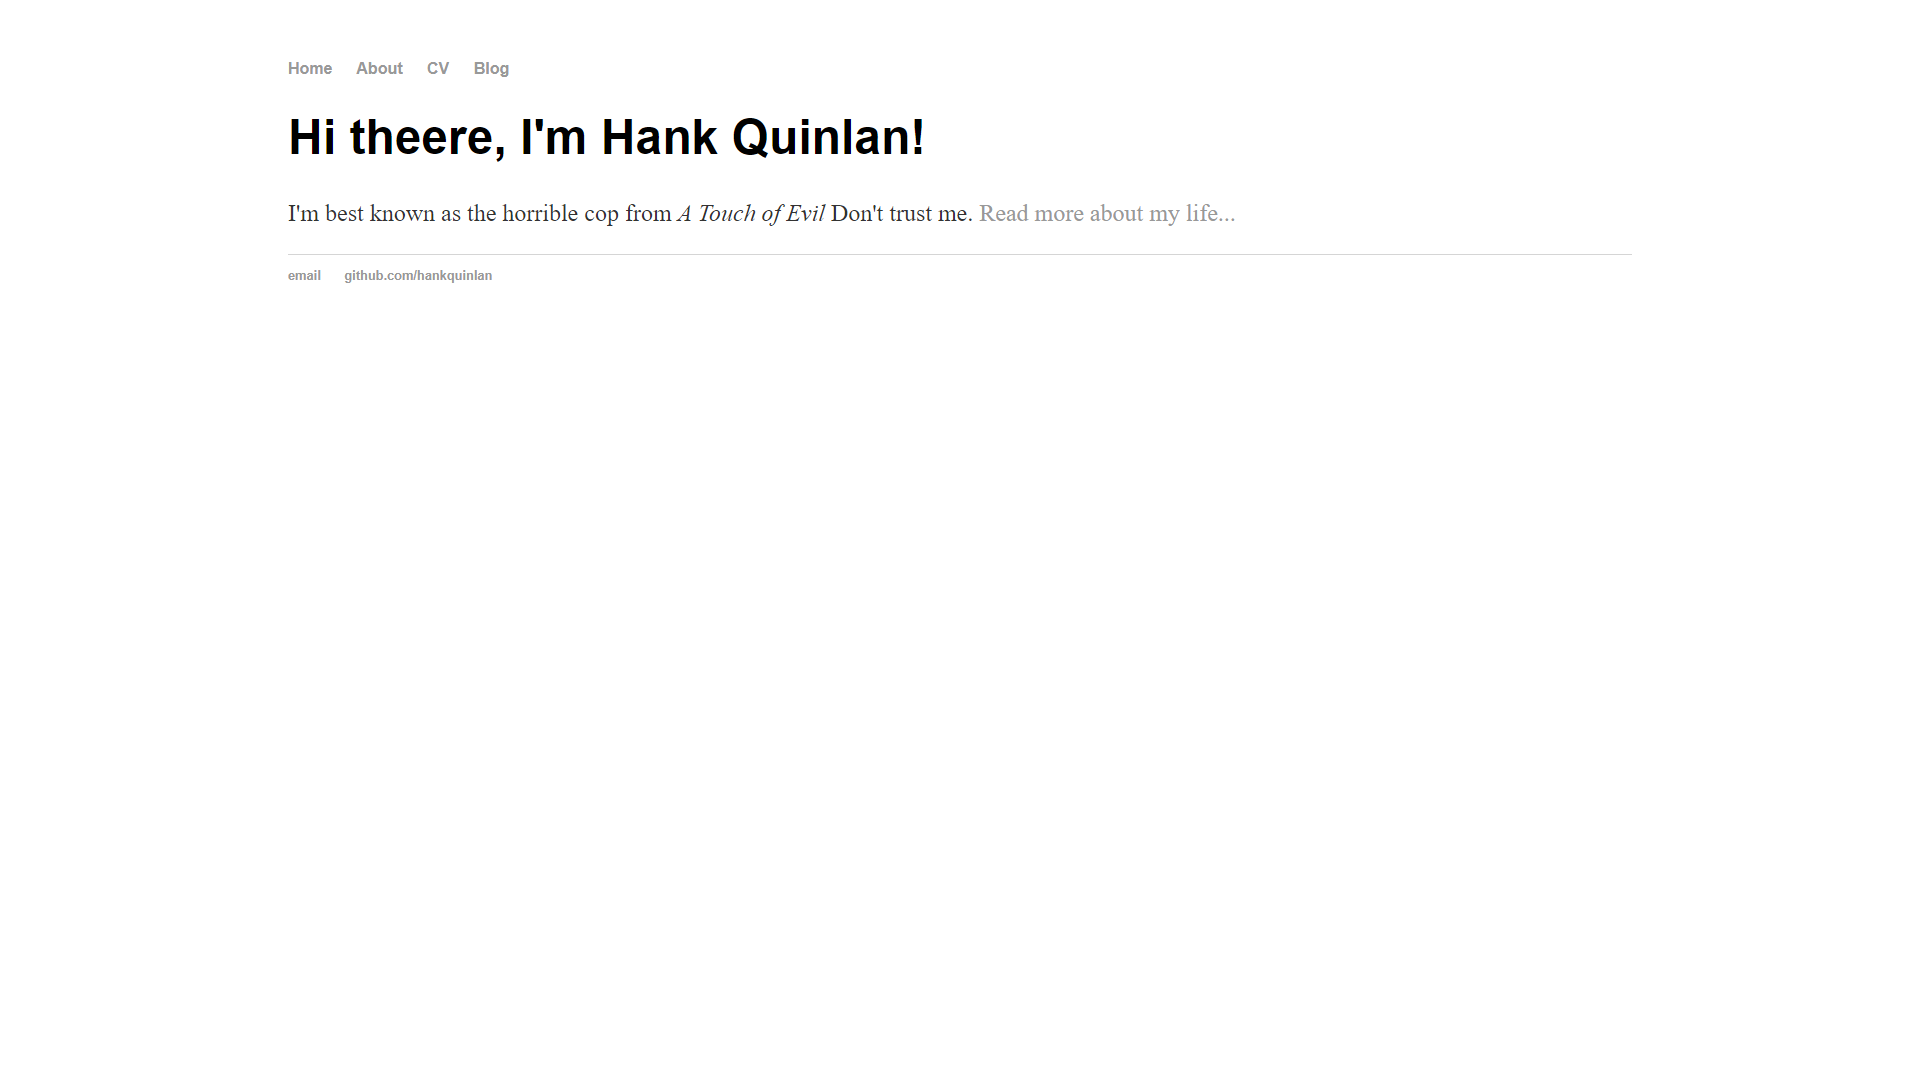 Home About CV Blog
Hi theere, I'm Hank Quinlan!
I'm best known as the horrible cop from A Touch of Evil Don't trust me. Read more about my life...
email github.com/hankquinlan